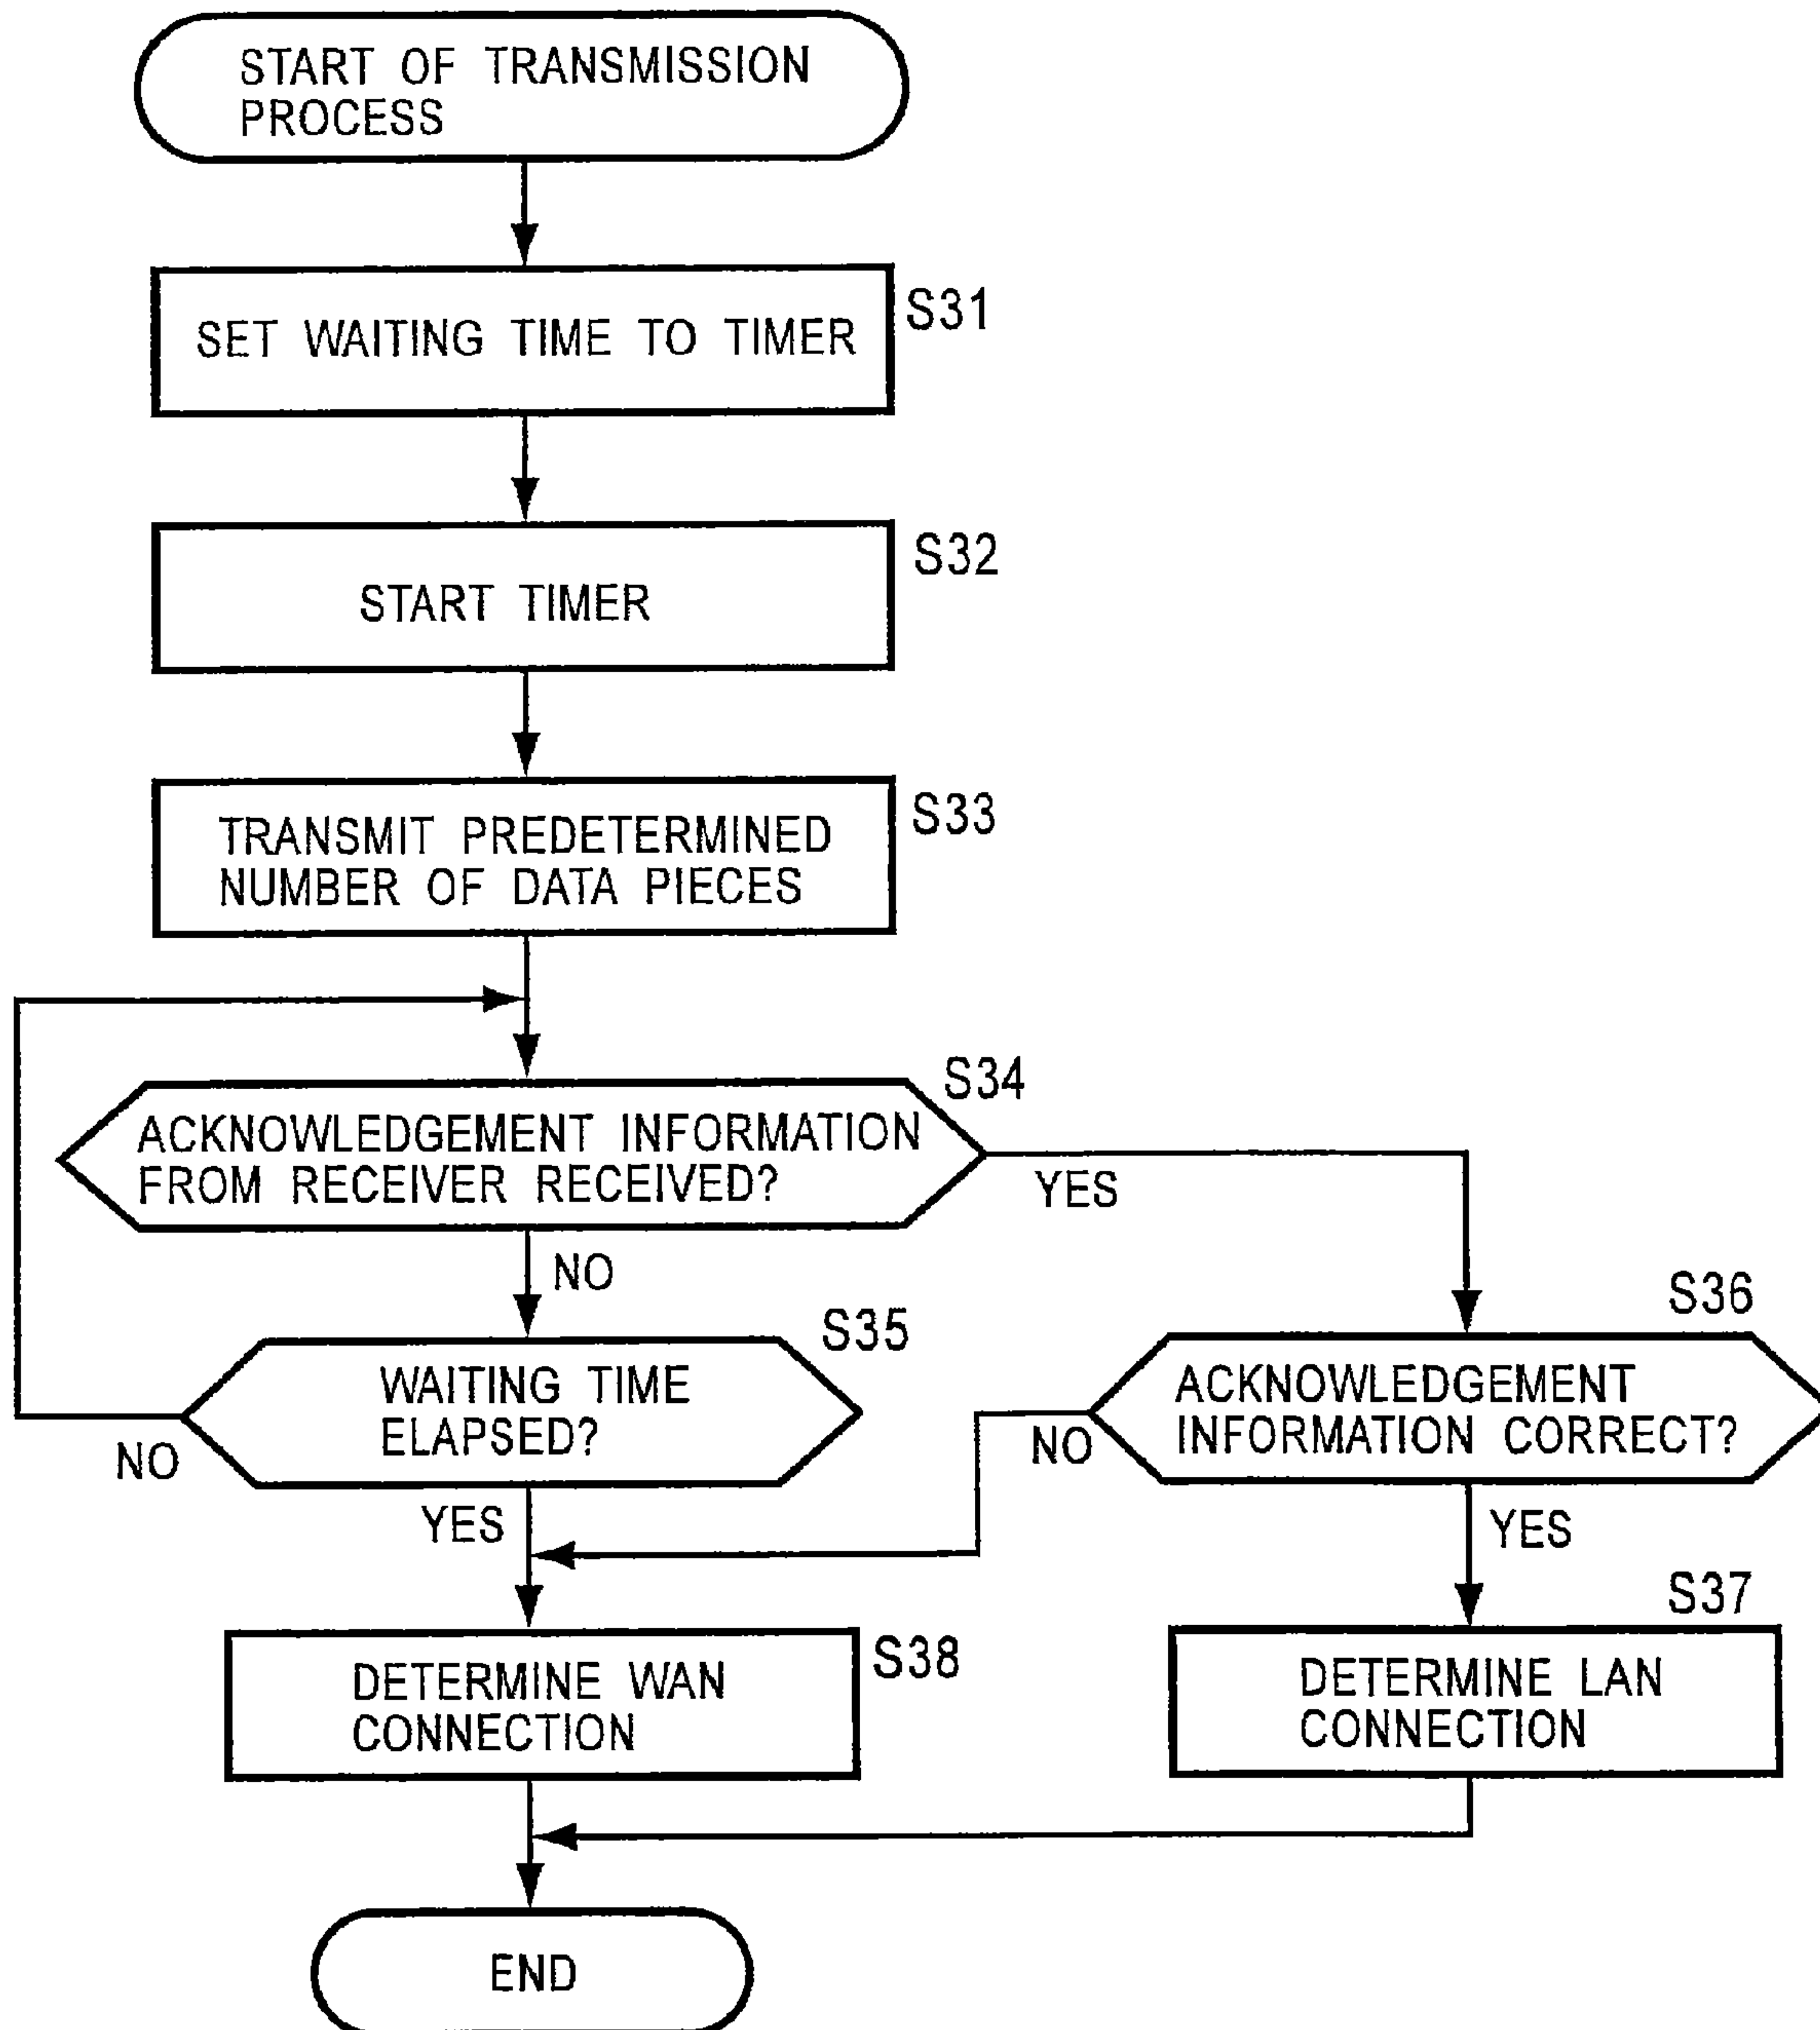 START OF TRANSMISSION
PROCESS
S31
SET WAITING TIME TO TIMER
S32
START TIMER
S33
TRANSMIT PREDETERMINED
NUMBER OF DATA PIECES
S34
ACKNOWLEDGEMENT INFORMATION
FROM RECEIVER RECEIVED?
YES
NO
S35
WAITING TIME
ELAPSED?
NO
YES
S36
ACKNOWLEDGEMENT
INFORMATION CORRECT?
NO
YES
S38
DETERMINE WAN
CONNECTION
S37
DETERMINE LAN
CONNECTION
END